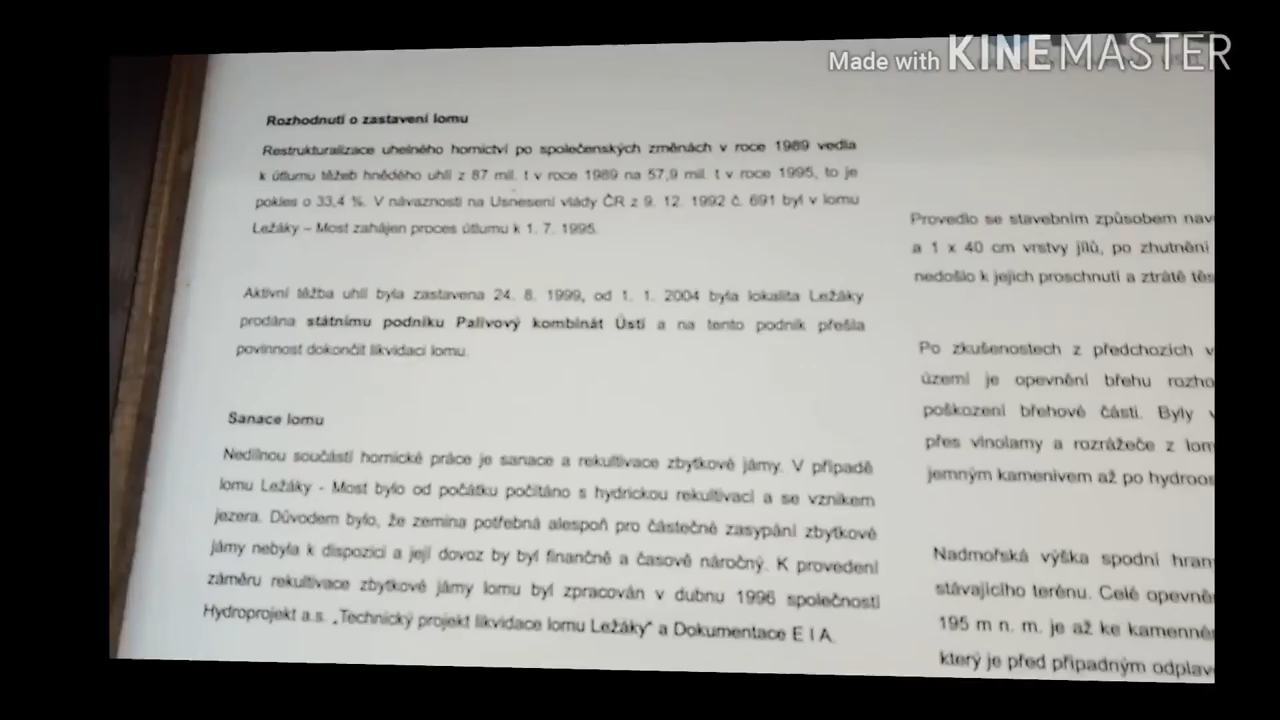 Made with KINEMASTER
Rozhodnutí o zastavení lomu
Restrukturalizace uhelného hornictví po společenských změnách v roce 1989 vedla
k útlumu těžeb hnědého uhlí z 87 mil. t v roce 1989 na 57,9 mil. t v roce 1995, to je
pokles o 33,4 %. V návaznosti na Usnesení vlády ČR z 9. 12. 1992 č. 691 byl v lomu
Ležáky – Most zahájen proces útlumu k 1. 7. 1995.
Aktivní těžba uhlí byla zastavena 24. 8. 1999, od 1. 1. 2004 byla lokalita Ležáky
prodána státnímu podniku Palivový kombinát Ústí a na tento podnik přešla
povinnost dokončit likvidaci lomu.
Sanace lomu
Nedílnou součástí hornické práce je sanace a rekultivace zbytkové jámy. V případě
lomu Ležáky - Most bylo od počátku počítáno s hydrickou rekultivací a se vznikem
jezera. Důvodem bylo, že zemina potřebná alespoň pro částečné zasypání zbytkové
jámy nebyla k dispozici a její dovoz by byl finančně a časově náročný. K provedení
záměru rekultivace zbytkové jámy lomu byl zpracován v dubnu 1996 společností
Hydroprojekt a.s. „Technický projekt likvidace lomu Ležáky" a Dokumentace E I A.
Provedlo se stavebním způsobem nav
a 1 x 40 cm vrstvy jílů, po zhutnění
nedošlo k jejich proschnutí a ztrátě těs
Po zkušenostech z předchozích v
území je opevnění břehu rozho
poškození břehové části. Byly v
přes vlnolamy a rozrážeče z lom
jemným kamenivem až po hydroos
Nadmořská výška spodní hran
stávajícího terénu. Celé opevně
195 m n. m. je až ke kamenné
který je před případným odplav